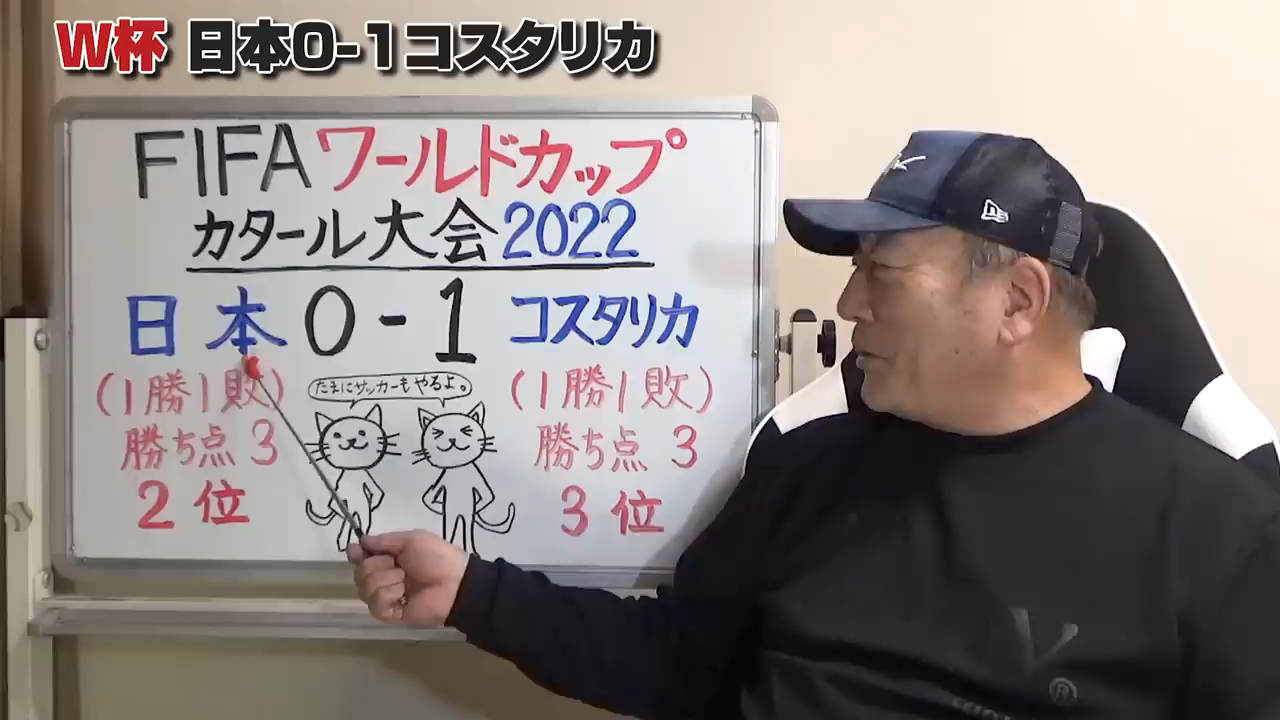 W杯 日本0-1コスタリカ
FIFAワールドカップ
カタール大会2022
日本 0-1 コスタリカ
(1勝1敗) たまにサッカーもやるよ。 (1勝1敗)
勝ち点3 勝ち点3
2位 3位